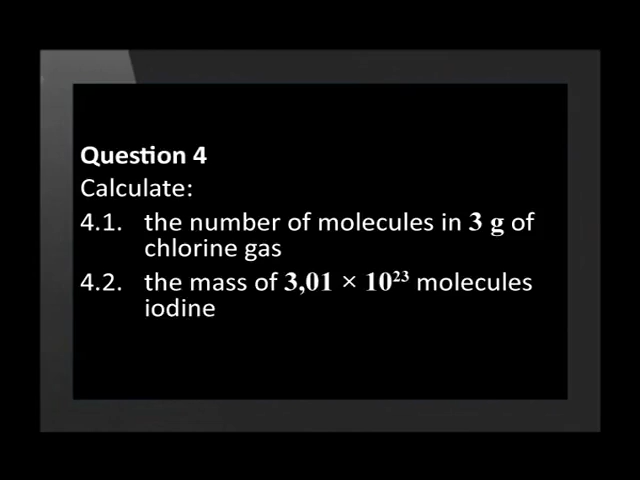 Question 4
Calculate:
4.1. the number of molecules in 3 g of
chlorine gas
4.2. the mass of 3,01 × 10²³ molecules
iodine